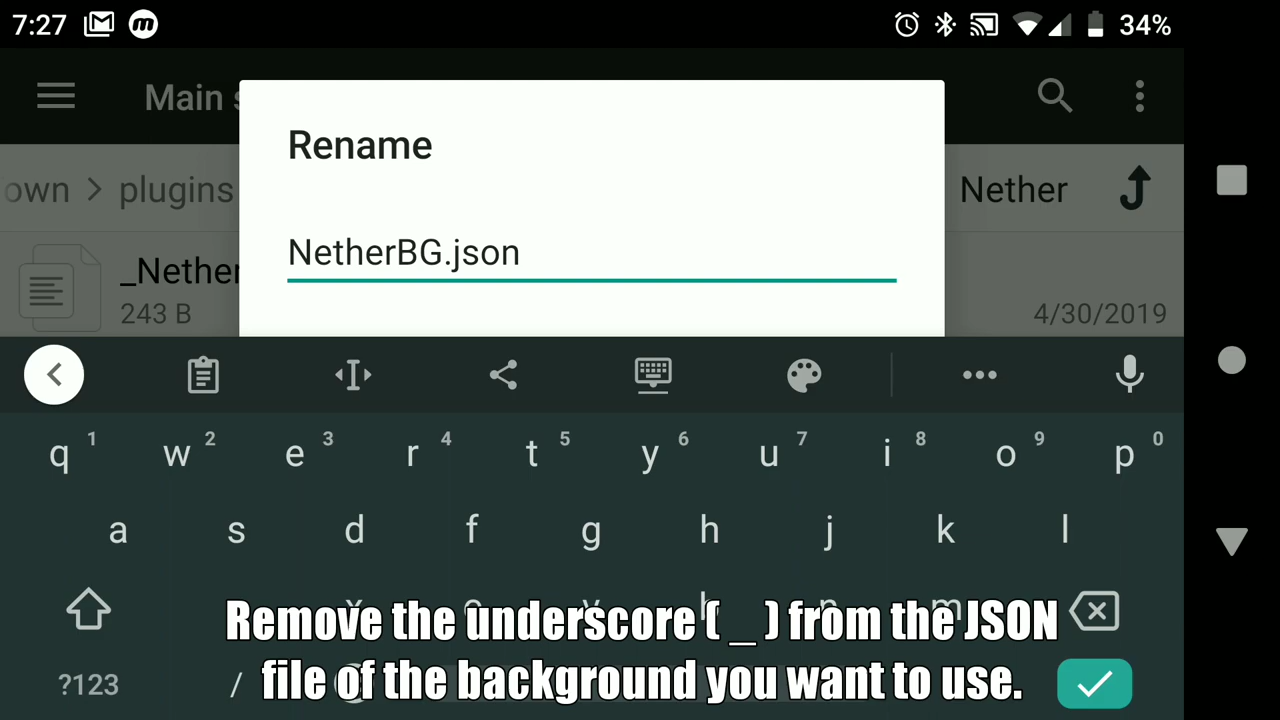 7:27 34%
Main
Rename
own > plugins Nether
NetherBG.json
_Nether
243 B 4/30/2019
q 1 w 2 e 3 r 4 t 5 y 6 u 7 i 8 o 9 p 0
a s d f g h j k l
Remove the underscore ( _ ) from the JSON
?123 /
file of the background you want to use.